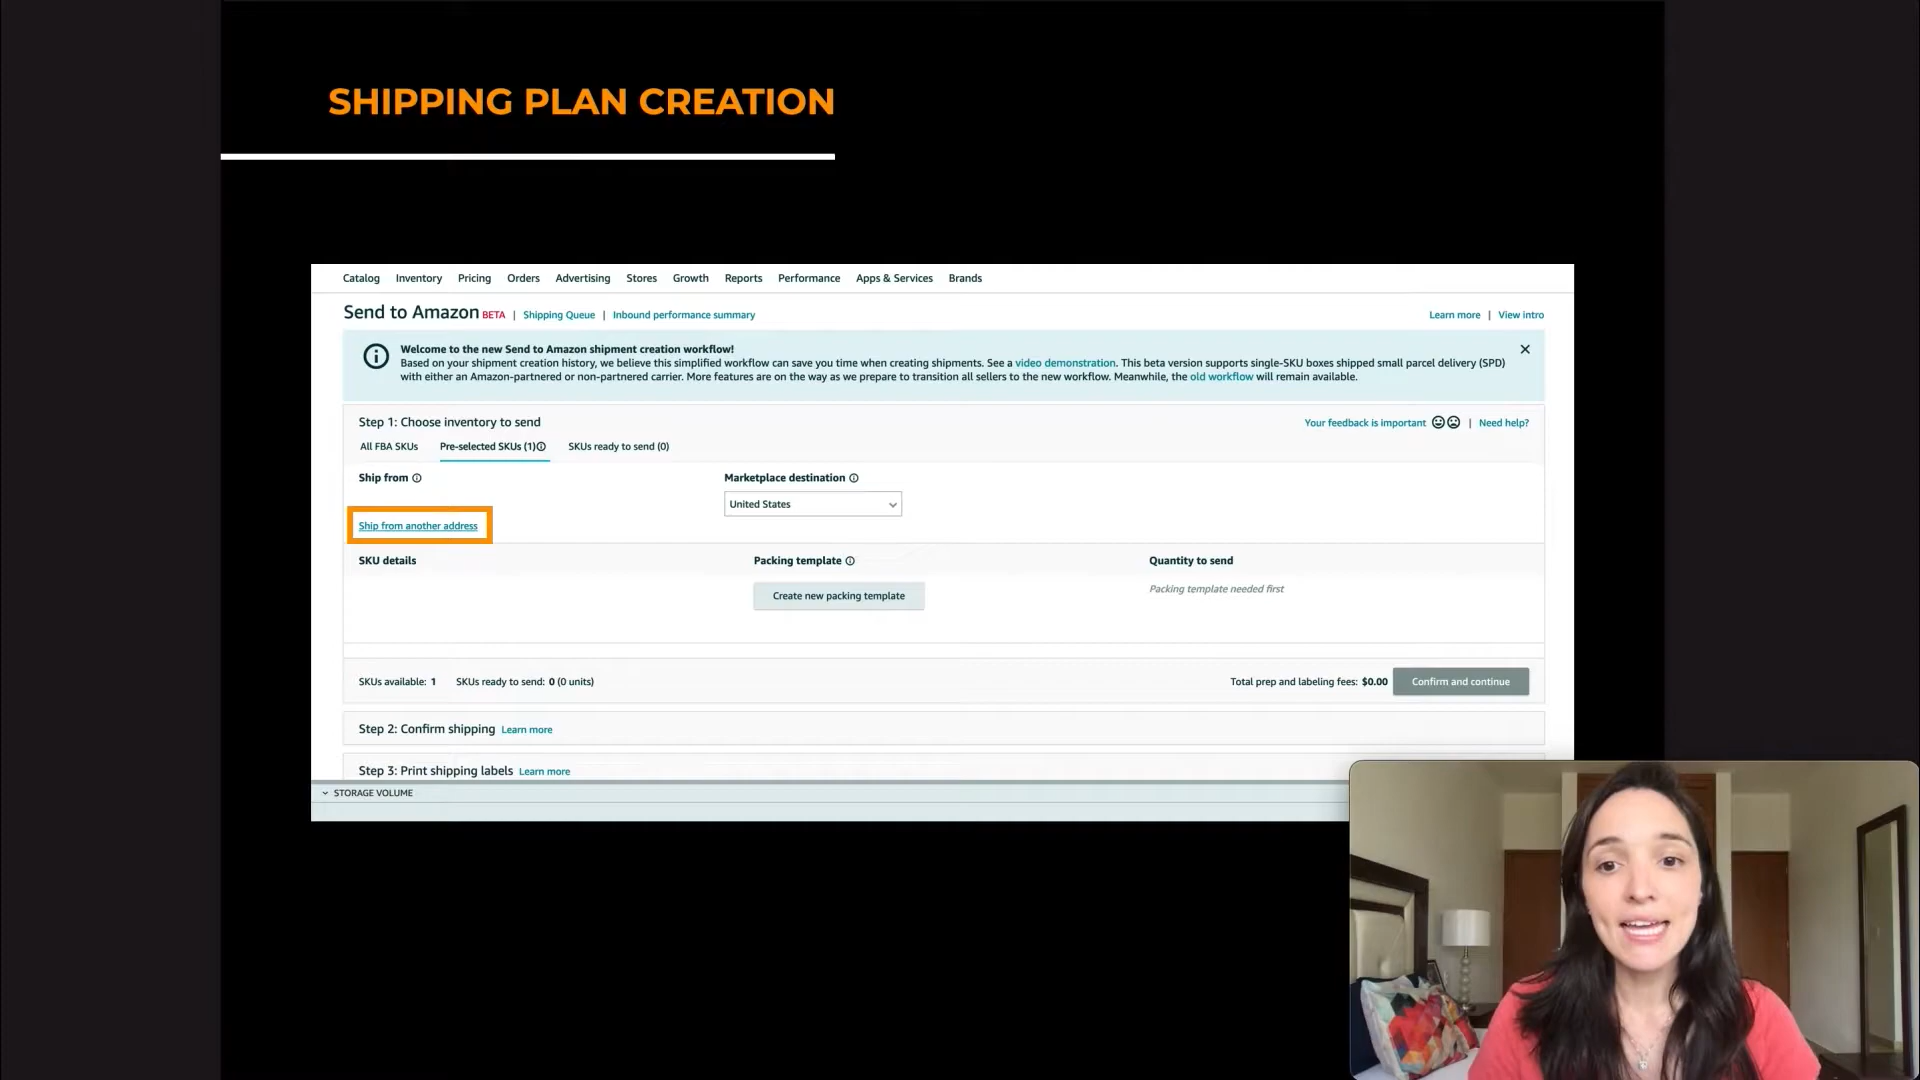 SHIPPING PLAN CREATION
Catalog Inventory Pricing Orders Advertising Stores Growth Reports Performance Apps & Services Brands
Send to Amazon BETA | Shipping Queue | Inbound performance summary Learn more | View intro
Welcome to the new Send to Amazon shipment creation workflow!
Based on your shipment creation history, we believe this simplified workflow can save you time when creating shipments. See a video demonstration. This beta version supports single-SKU boxes shipped small parcel delivery (SPD)
with either an Amazon-partnered or non-partnered carrier. More features are on the way as we prepare to transition all sellers to the new workflow. Meanwhile, the old workflow will remain available.
Step 1: Choose inventory to send Your feedback is important | Need help?
All FBA SKUs Pre-selected SKUs (1) SKUs ready to send (0)
Ship from Marketplace destination
United States
Ship from another address
SKU details Packing template Quantity to send
Create new packing template Packing template needed first
SKUs available: 1 SKUs ready to send: 0 (0 units) Total prep and labeling fees: $0.00 Confirm and continue
Step 2: Confirm shipping Learn more
Step 3: Print shipping labels Learn more
STORAGE VOLUME